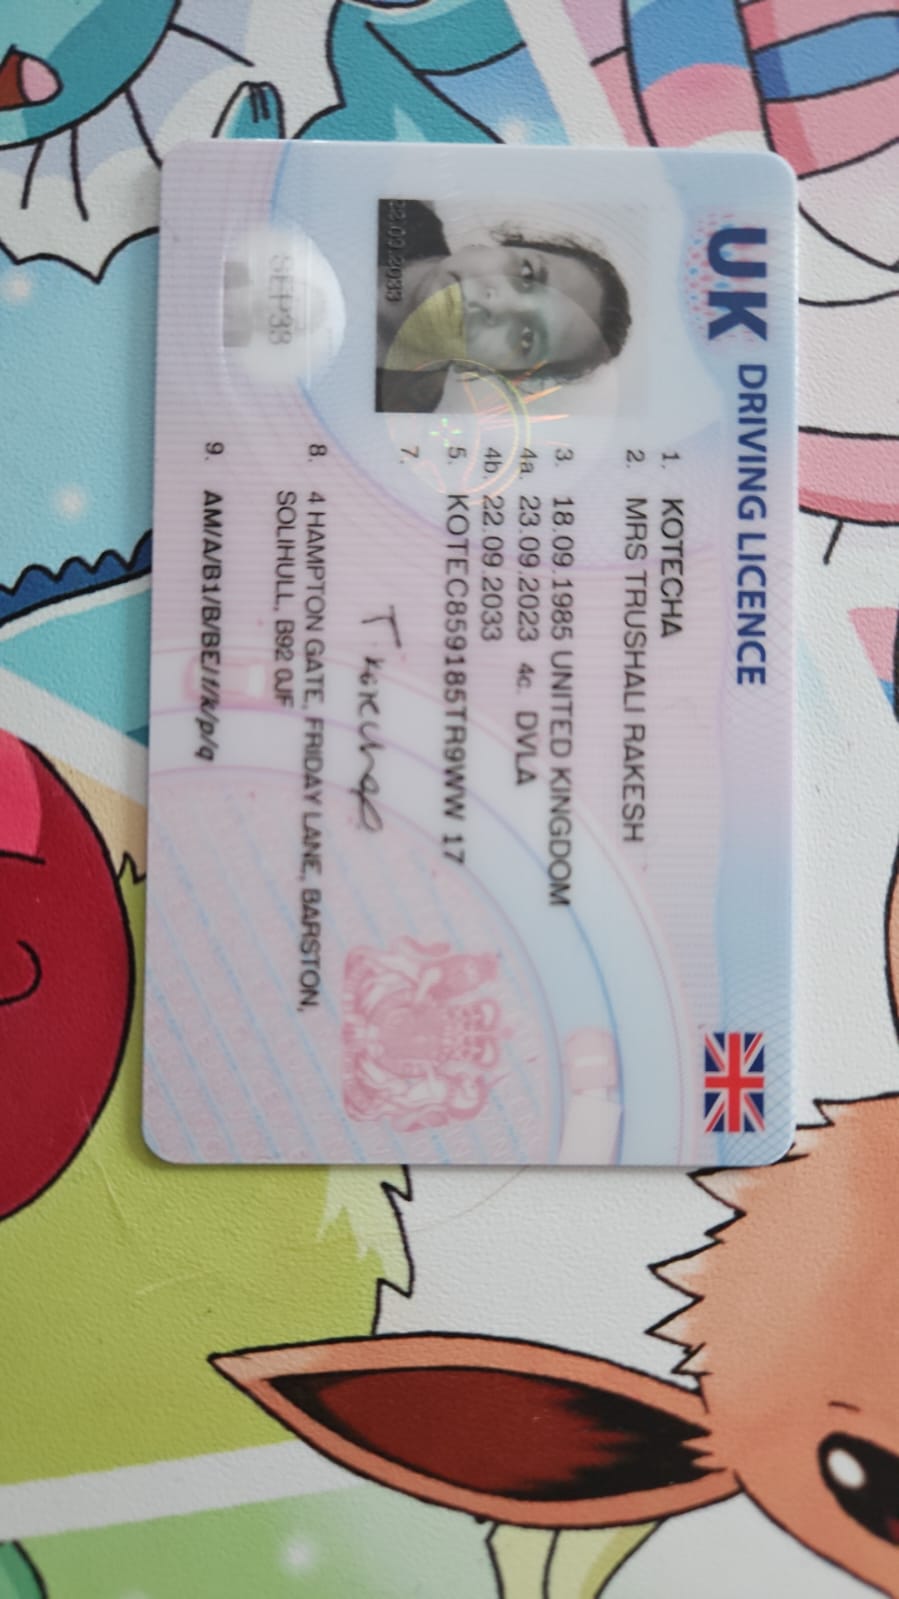 UK DRIVING LICENCE
1. KOTECHA
2. MRS TRUSHALI RAKESH
3. 18.09.1985 UNITED KINGDOM
4a. 23.09.2023 4c. DVLA
4b. 22.09.2033
5. KOTEC859185TR9WW 17
7.
22.09.2033
8. 4 HAMPTON GATE, FRIDAY LANE, BARSTON,
SOLIHULL, B92 0JF
SEP33
9. AM/A/B1/B/BE/f/k/p/q